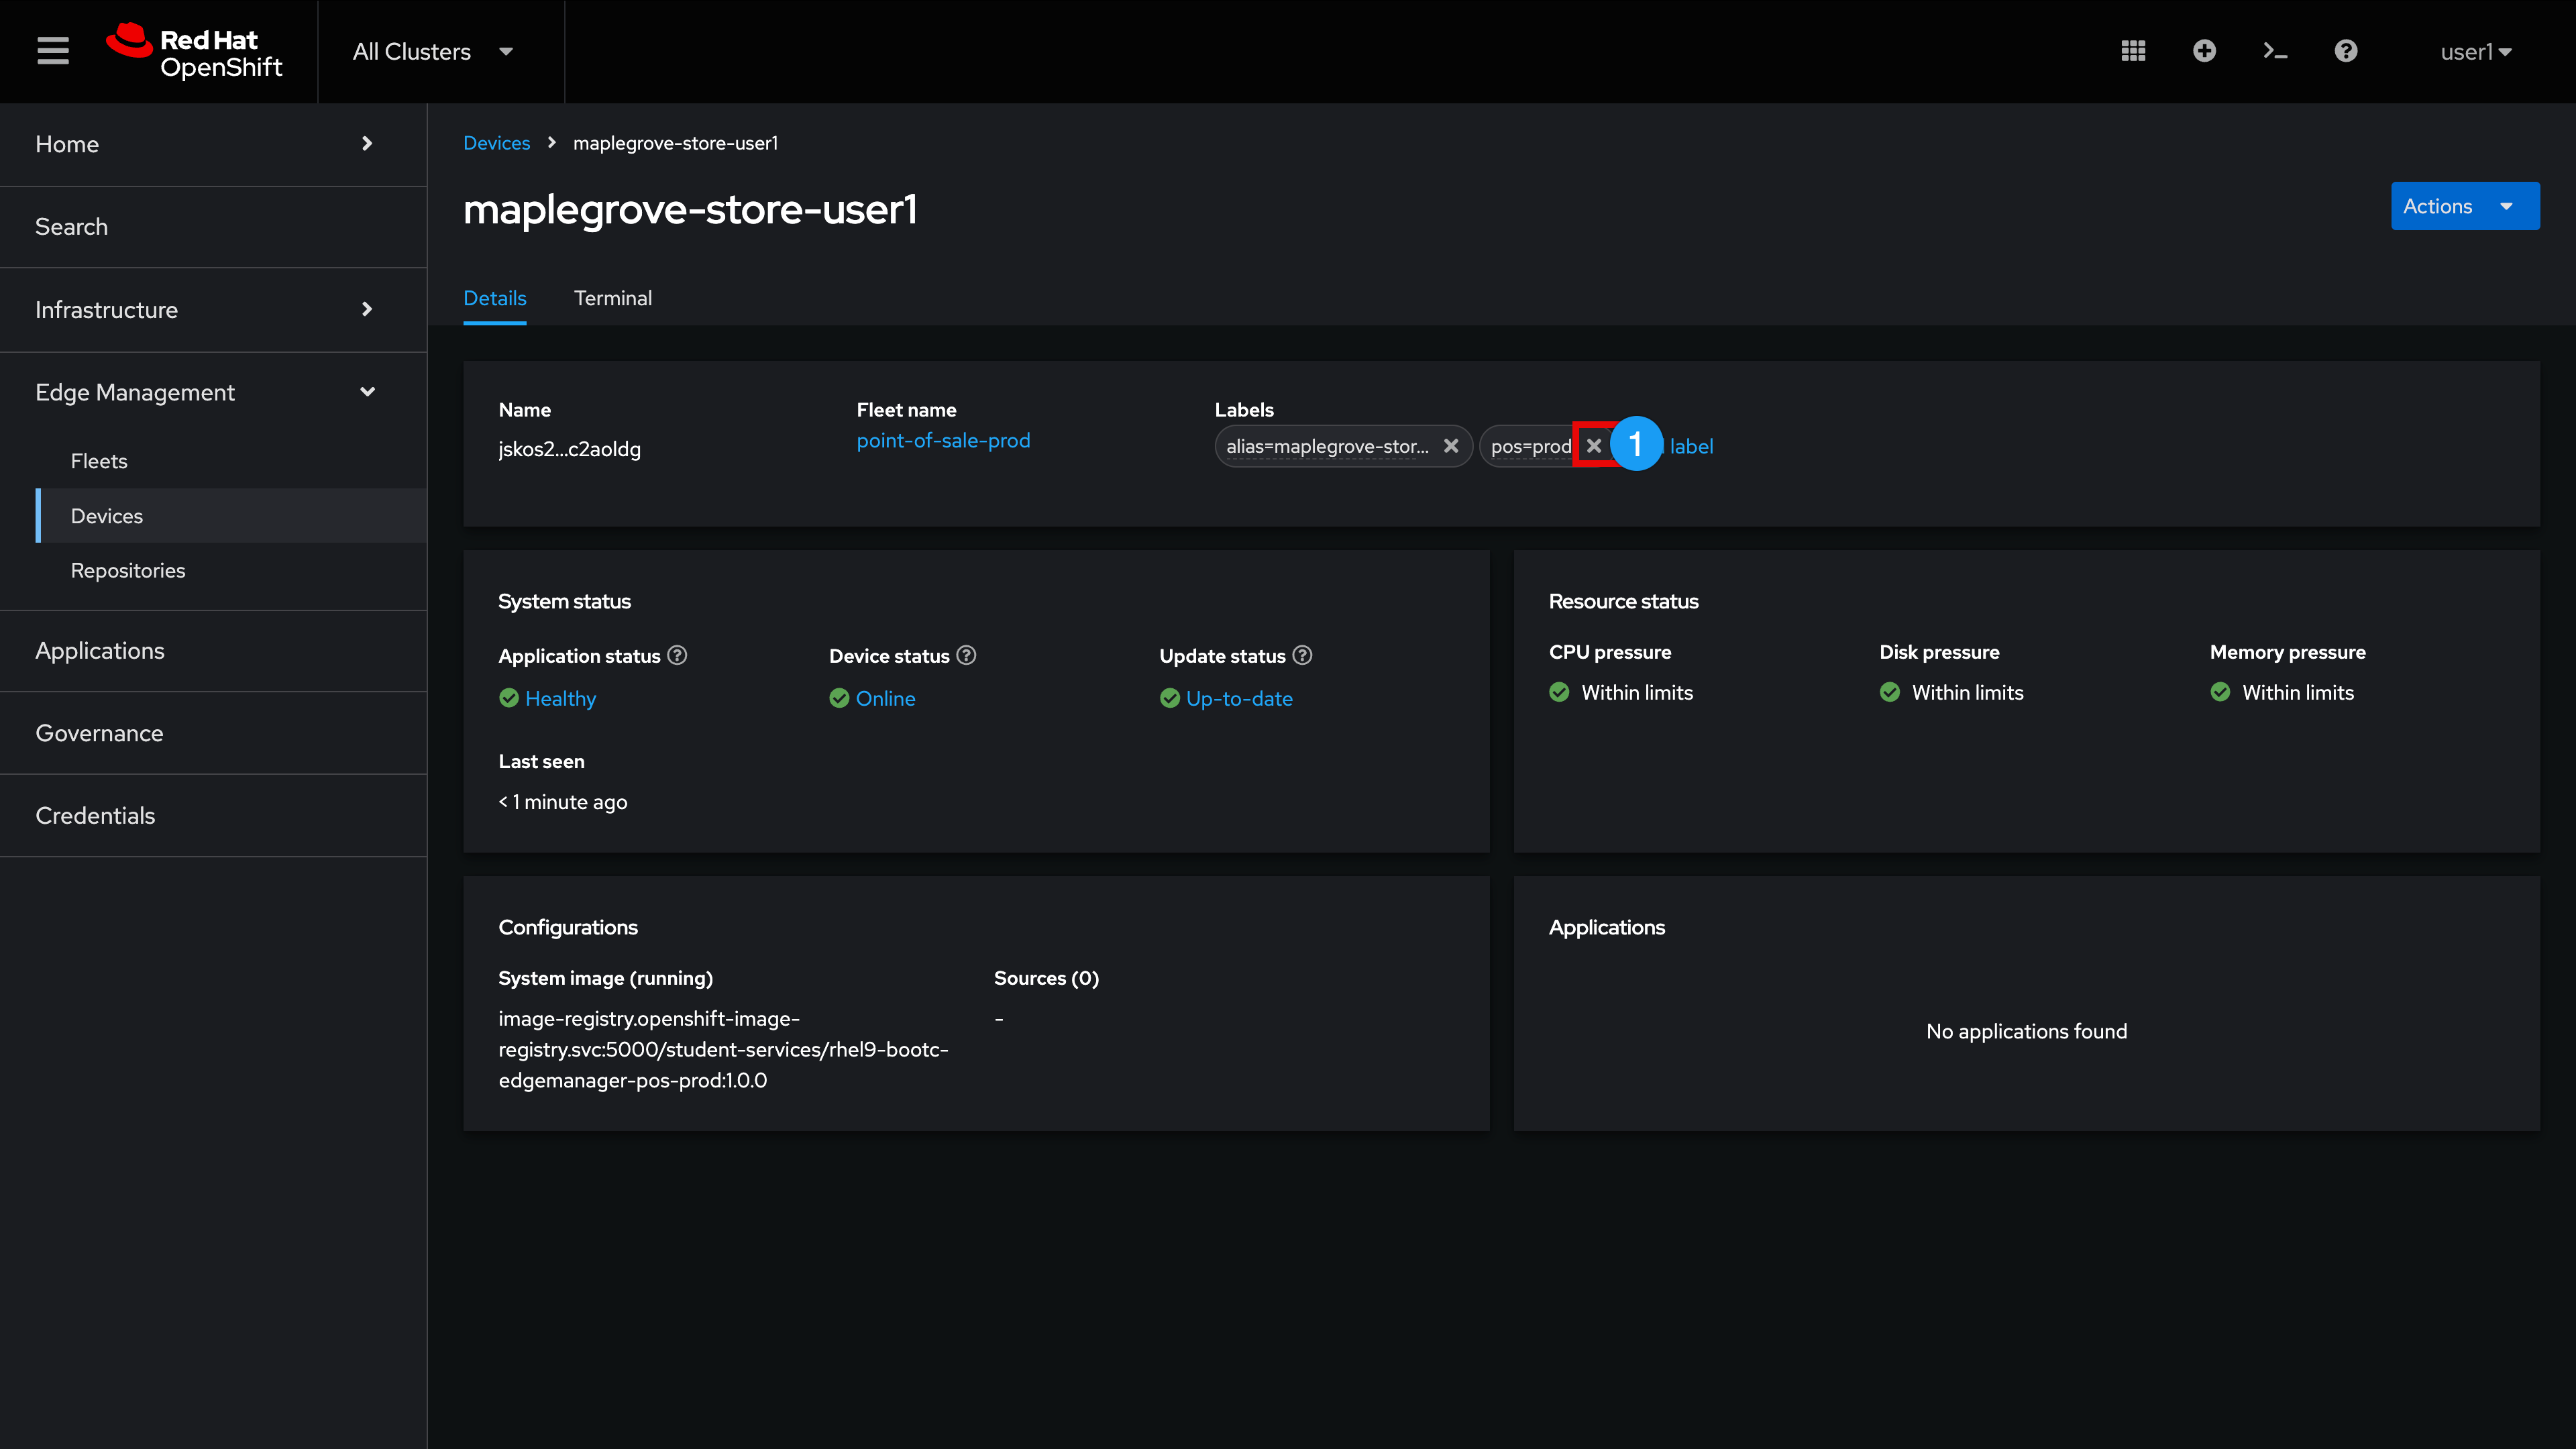 Red Hat
OpenShift
All Clusters
user1
Home
Search
Infrastructure
Edge Management
Fleets
Devices
Repositories
Applications
Governance
Credentials
Devices maplegrove-store-user1
maplegrove-store-user1
Actions
Details Terminal
Name Fleet name Labels
jskos2...c2aoldg point-of-sale-prod alias=maplegrove-stor... pos=prod 1 label
System status
Application status Device status Update status
Healthy Online Up-to-date
Last seen
< 1 minute ago
Resource status
CPU pressure Disk pressure Memory pressure
Within limits Within limits Within limits
Configurations
System image (running) Sources (0)
image-registry.openshift-image- -
registry.svc:5000/student-services/rhel9-bootc-
edgemanager-pos-prod:1.0.0
Applications
No applications found